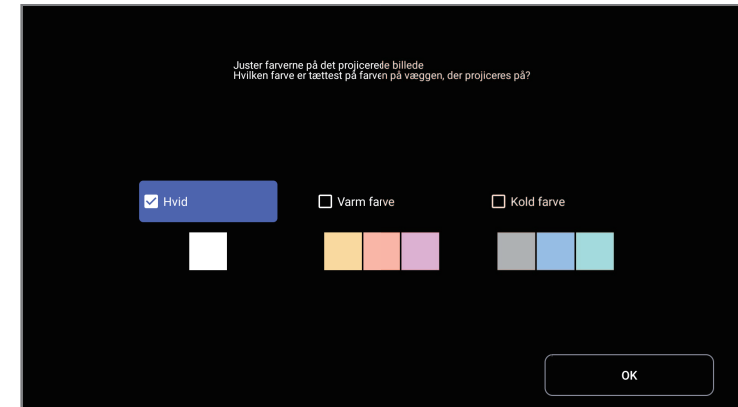 Juster farverne på det projicerede billede
Hvilken farve er tættest på farven på væggen, der projiceres på?
Hvid
Varm farve
Kold farve
OK